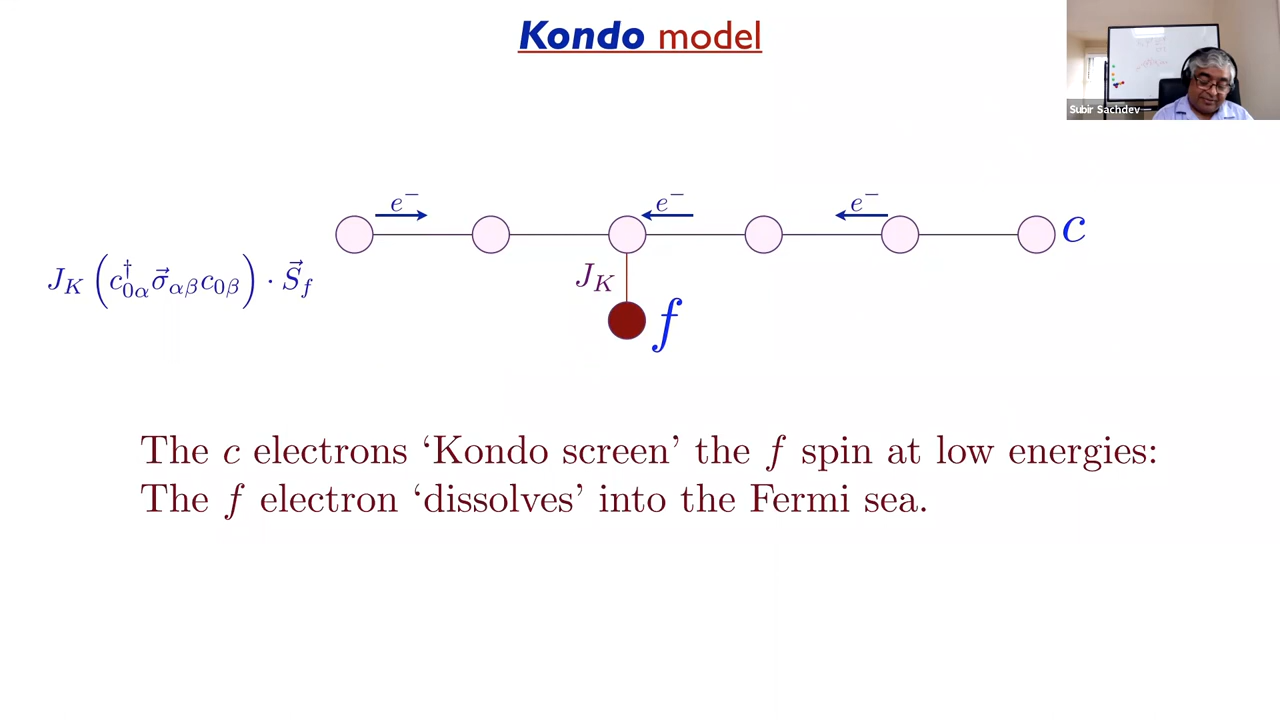 Kondo model
Subir Sachdev
e⁻ e⁻ e⁻
c
J_K (c†_{0α} σ⃗_{αβ} c_{0β}) · S⃗_f
J_K
f
The c electrons ‘Kondo screen’ the f spin at low energies:
The f electron ‘dissolves’ into the Fermi sea.